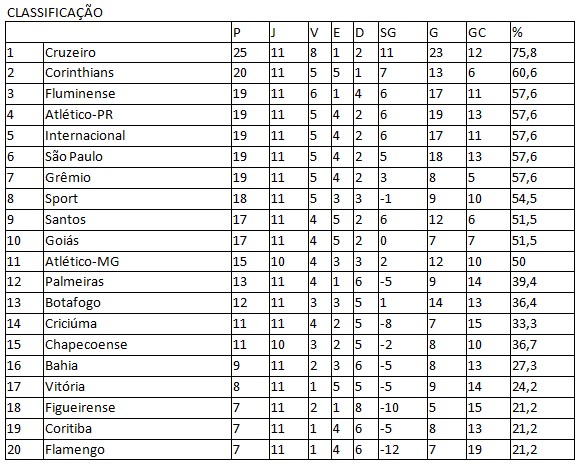 CLASSIFICAÇÃO
P J V E D SG G GC %
1 Cruzeiro 25 11 8 1 2 11 23 12 75,8
2 Corinthians 20 11 5 5 1 7 13 6 60,6
3 Fluminense 19 11 6 1 4 6 17 11 57,6
4 Atlético-PR 19 11 5 4 2 6 19 13 57,6
5 Internacional 19 11 5 4 2 6 17 11 57,6
6 São Paulo 19 11 5 4 2 5 18 13 57,6
7 Grêmio 19 11 5 4 2 3 8 5 57,6
8 Sport 18 11 5 3 3 -1 9 10 54,5
9 Santos 17 11 4 5 2 6 12 6 51,5
10 Goiás 17 11 4 5 2 0 7 7 51,5
11 Atlético-MG 15 10 4 3 3 2 12 10 50
12 Palmeiras 13 11 4 1 6 -5 9 14 39,4
13 Botafogo 12 11 3 3 5 1 14 13 36,4
14 Criciúma 11 11 4 2 5 -8 7 15 33,3
15 Chapecoense 11 10 3 2 5 -2 8 10 36,7
16 Bahia 9 11 2 3 6 -5 8 13 27,3
17 Vitória 8 11 1 5 5 -5 9 14 24,2
18 Figueirense 7 11 2 1 8 -10 5 15 21,2
19 Coritiba 7 11 1 4 6 -5 8 13 21,2
20 Flamengo 7 11 1 4 6 -12 7 19 21,2